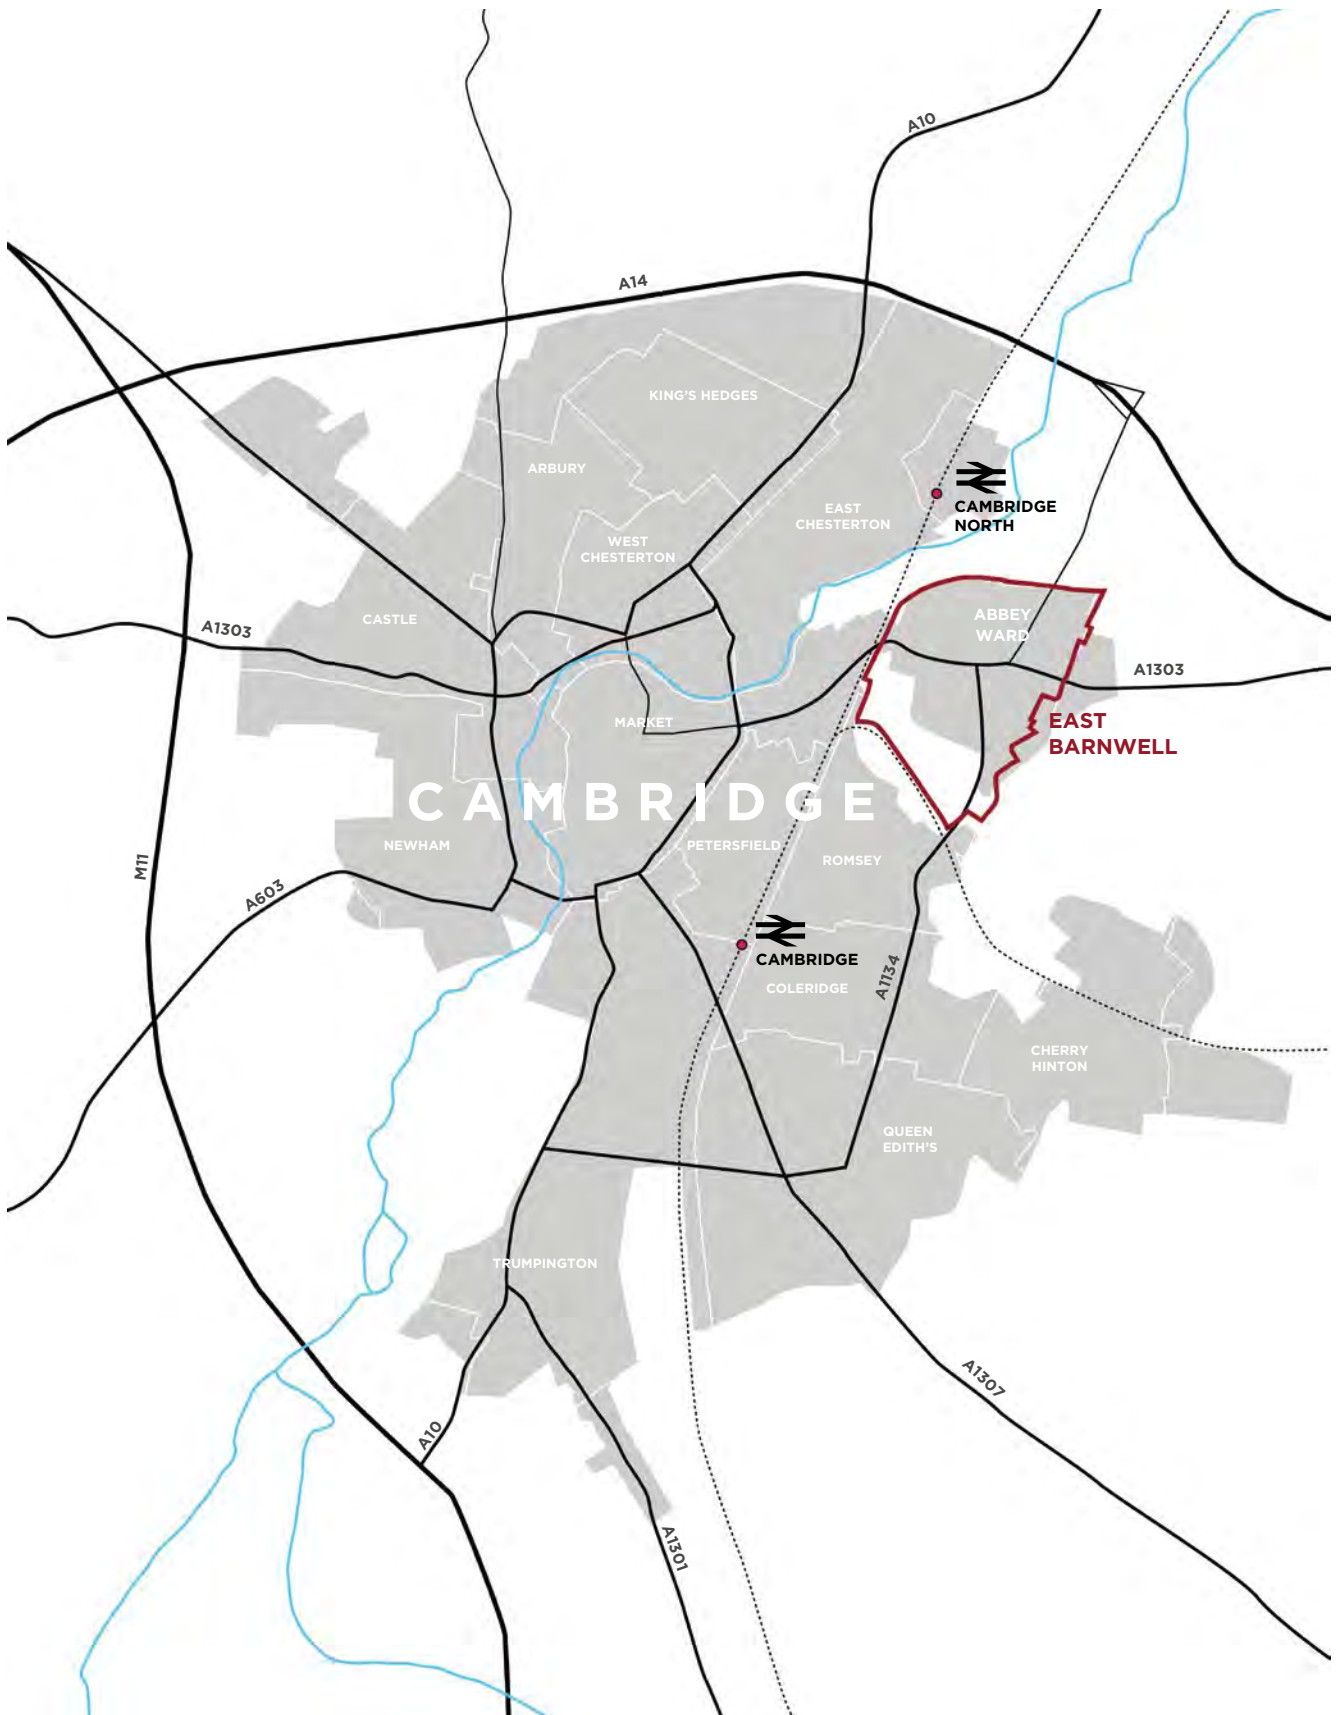 A10
A14
KING'S HEDGES
ARBURY
CAMBRIDGE
NORTH
EAST
CHESTERTON
WEST
CHESTERTON
ABBEY
WARD
CASTLE
A1303
A1303
EAST
BARNWELL
MARKET
CAMBRIDGE
NEWHAM
PETERSFIELD
ROMSEY
M11
A603
CAMBRIDGE
A1134
COLERIDGE
CHERRY
HINTON
QUEEN
EDITH'S
TRUMPINGTON
A1307
A10
A1301